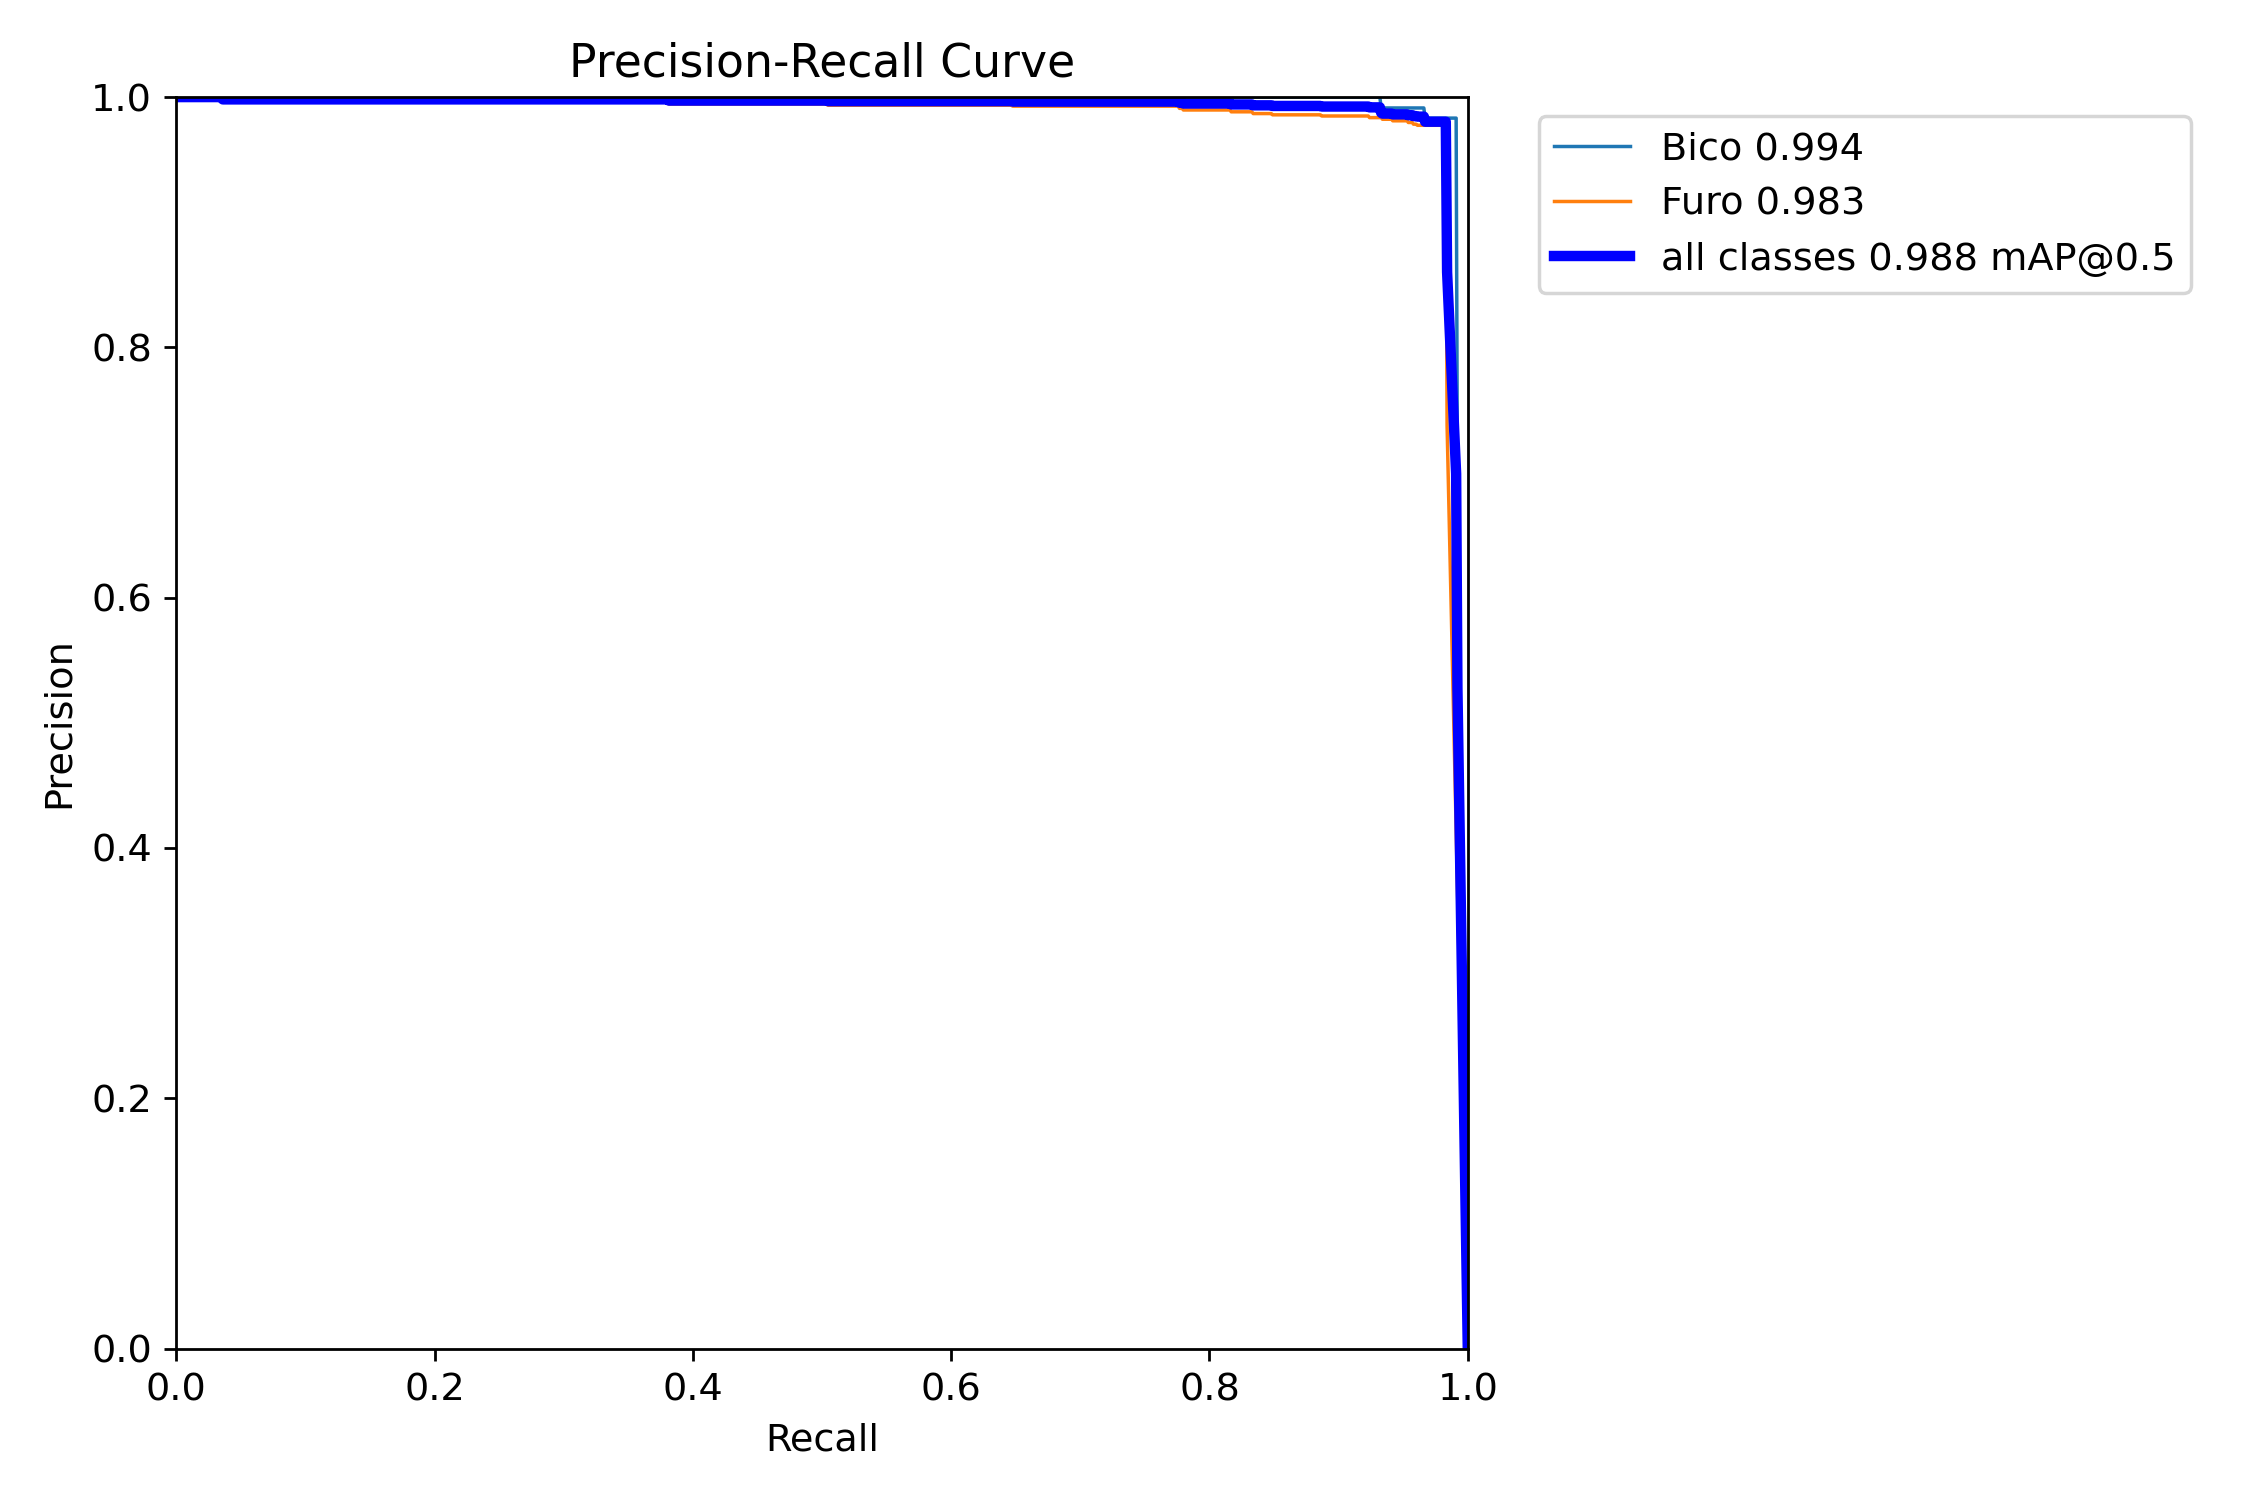 Precision-Recall Curve
1.0
0.8
0.6
0.4
0.2
0.0
Precision
0.0 0.2 0.4 0.6 0.8 1.0
Recall
Bico 0.994
Furo 0.983
all classes 0.988 mAP@0.5